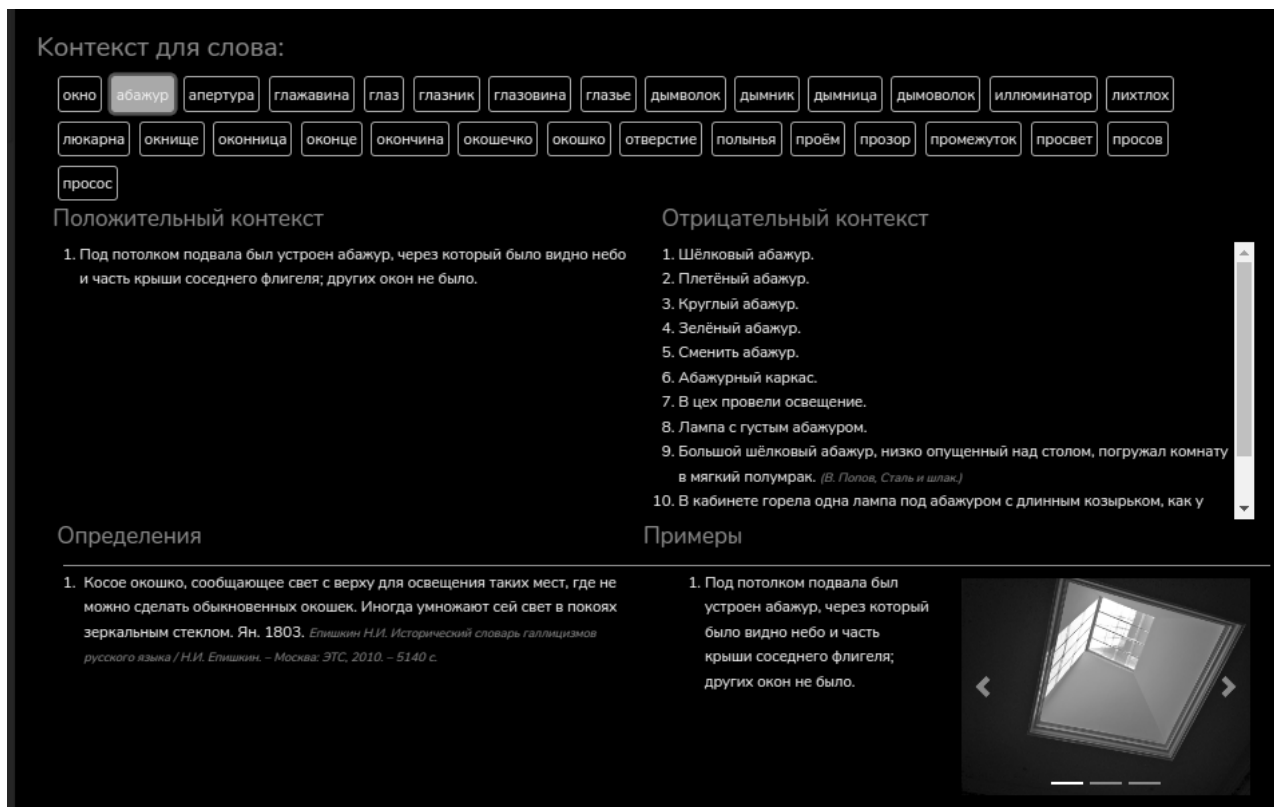 Контекст для слова:
окно абажур апертура глажавина глаз глазник глазовина глазье дымволок дымник дымница дымоволок иллюминатор лихтлох
люкарна окнище оконница оконце окончина окошечко окошко отверстие полынья проём прозор промежуток просвет просов
просос
Положительный контекст
1. Под потолком подвала был устроен абажур, через который было видно небо
и часть крыши соседнего флигеля; других окон не было.
Отрицательный контекст
1. Шёлковый абажур.
2. Плетёный абажур.
3. Круглый абажур.
4. Зелёный абажур.
5. Сменить абажур.
6. Абажурный каркас.
7. В цех провели освещение.
8. Лампа с густым абажуром.
9. Большой шёлковый абажур, низко опущенный над столом, погружал комнату
в мягкий полумрак. (В. Попов, Сталь и шлак.)
10. В кабинете горела одна лампа под абажуром с длинным козырьком, как у
Определения
1. Косое окошко, сообщающее свет с верху для освещения таких мест, где не
можно сделать обыкновенных окошек. Иногда умножают сей свет в покоях
зеркальным стеклом. Ян. 1803. Епишкин Н.И. Исторический словарь галлицизмов
русского языка / Н.И. Епишкин. – Москва: ЭТС, 2010. – 5140 с.
Примеры
1. Под потолком подвала был
устроен абажур, через который
было видно небо и часть
крыши соседнего флигеля;
других окон не было.